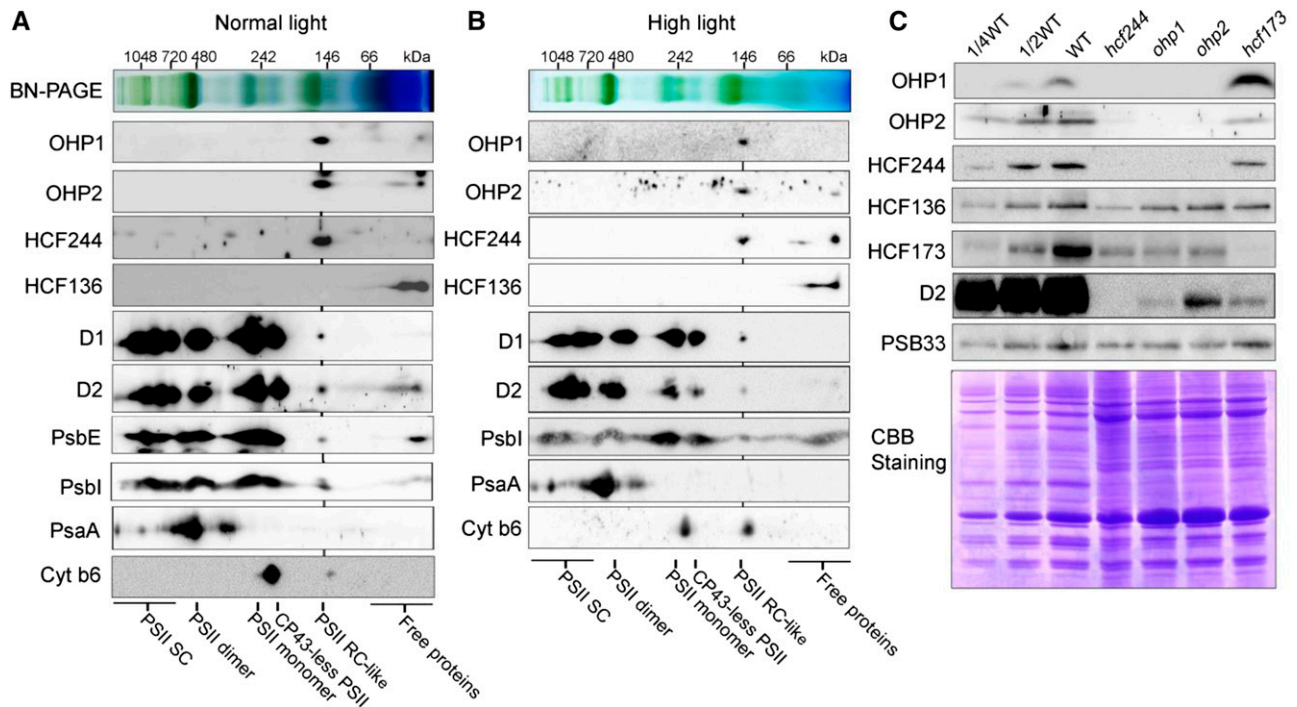 A
Normal light
1048 720 480 242 146 66 kDa
BN-PAGE
OHP1
OHP2
HCF244
HCF136
D1
D2
PsbE
PsbI
PsaA
Cyt b6
PSII SC
PSII dimer
PSII monomer
CP43-less PSII
PSII RC-like
Free proteins
B
High light
1048 720 480 242 146 66 kDa
OHP1
OHP2
HCF244
HCF136
D1
D2
PsbI
PsaA
Cyt b6
PSII SC
PSII dimer
PSII monomer
CP43-less PSII
PSII RC-like
Free proteins
C
1/4WT 1/2WT WT hcf244 ohp1 ohp2 hcf173
OHP1
OHP2
HCF244
HCF136
HCF173
D2
PSB33
CBB
Staining